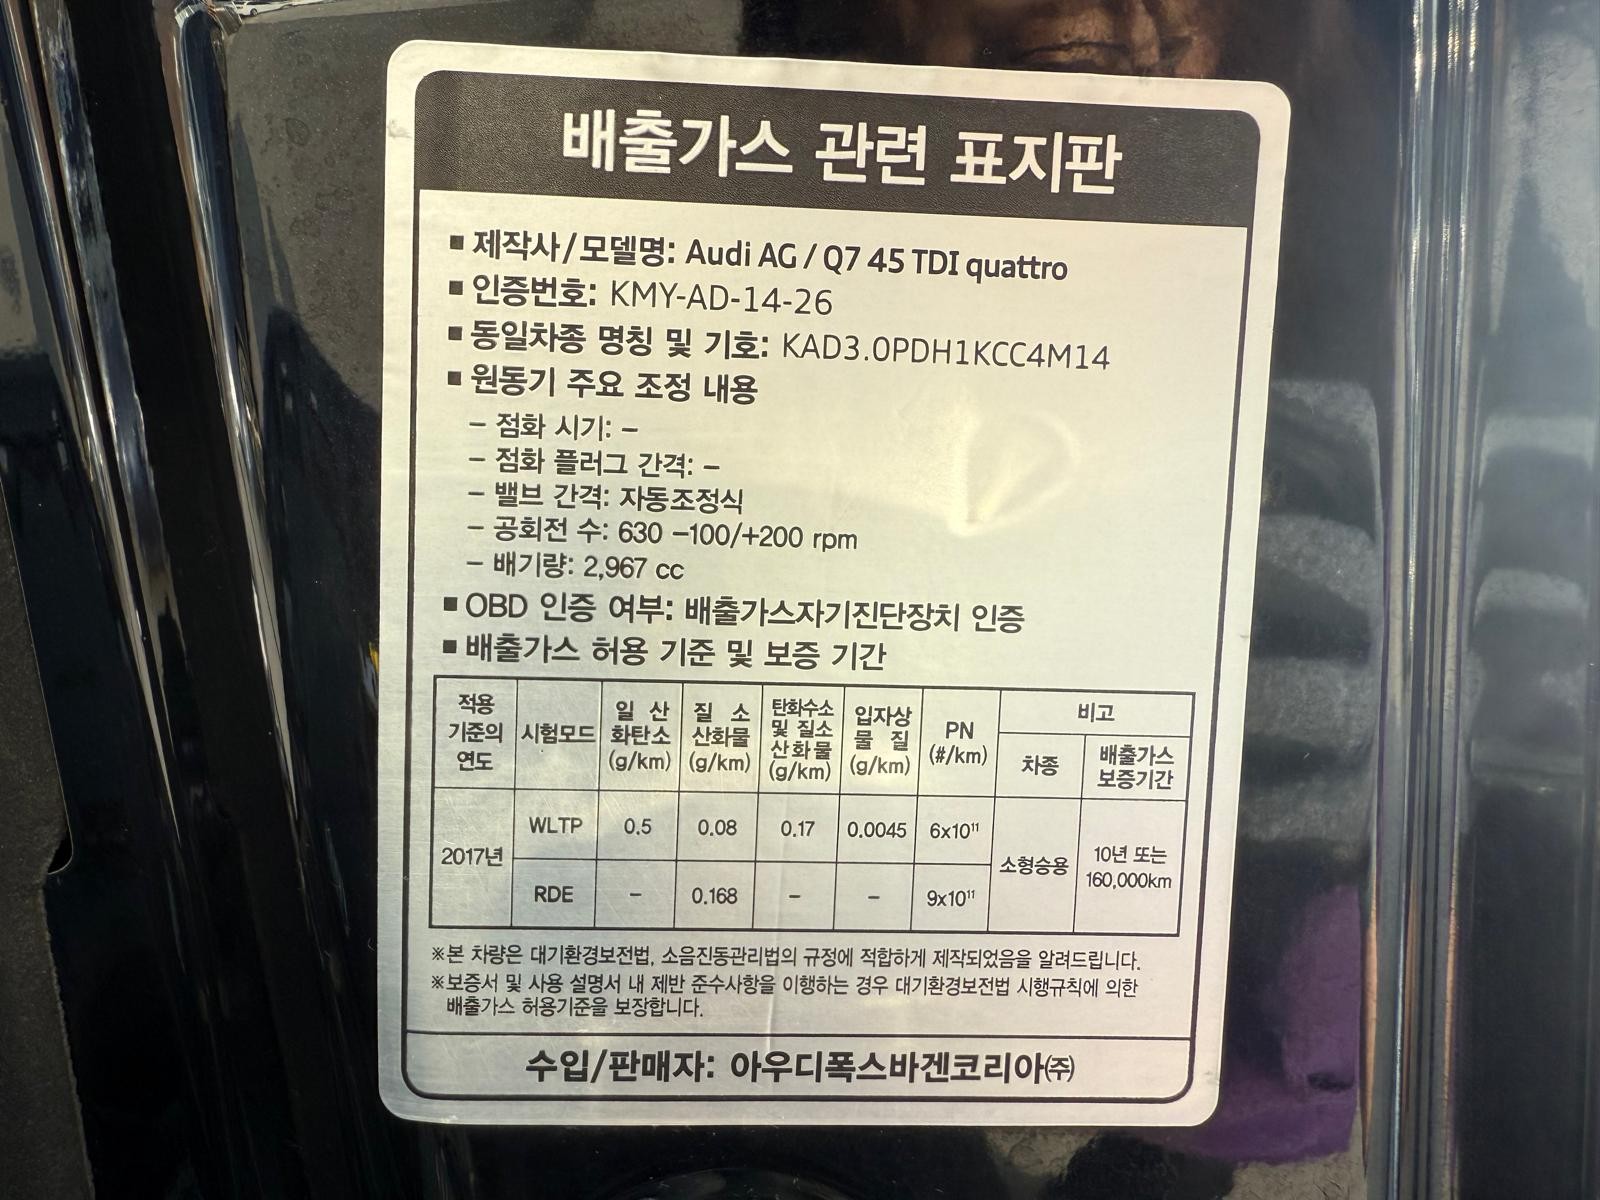 배출가스 관련 표지판
■ 제작사/모델명: Audi AG / Q7 45 TDI quattro
■ 인증번호: KMY-AD-14-26
■ 동일차종 명칭 및 기호: KAD3.0PDH1KCC4M14
■ 원동기 주요 조정 내용
– 점화 시기: –
– 점화 플러그 간격: –
– 밸브 간격: 자동조정식
– 공회전 수: 630 –100/+200 rpm
– 배기량: 2,967 cc
■ OBD 인증 여부: 배출가스자기진단장치 인증
■ 배출가스 허용 기준 및 보증 기간
적용 기준의 연도 시험모드 일산화탄소 (g/km) 질소산화물 (g/km) 탄화수소 및 질소산화물 (g/km) 입자상물질 (g/km) PN (#/km) 비고
차종 배출가스 보증기간
2017년 WLTP 0.5 0.08 0.17 0.0045 6x10¹¹ 소형승용 10년 또는 160,000km
RDE – 0.168 – – 9x10¹¹
※본 차량은 대기환경보전법, 소음진동관리법의 규정에 적합하게 제작되었음을 알려드립니다.
※보증서 및 사용 설명서 내 제반 준수사항을 이행하는 경우 대기환경보전법 시행규칙에 의한
배출가스 허용기준을 보장합니다.
수입/판매자: 아우디폭스바겐코리아㈜